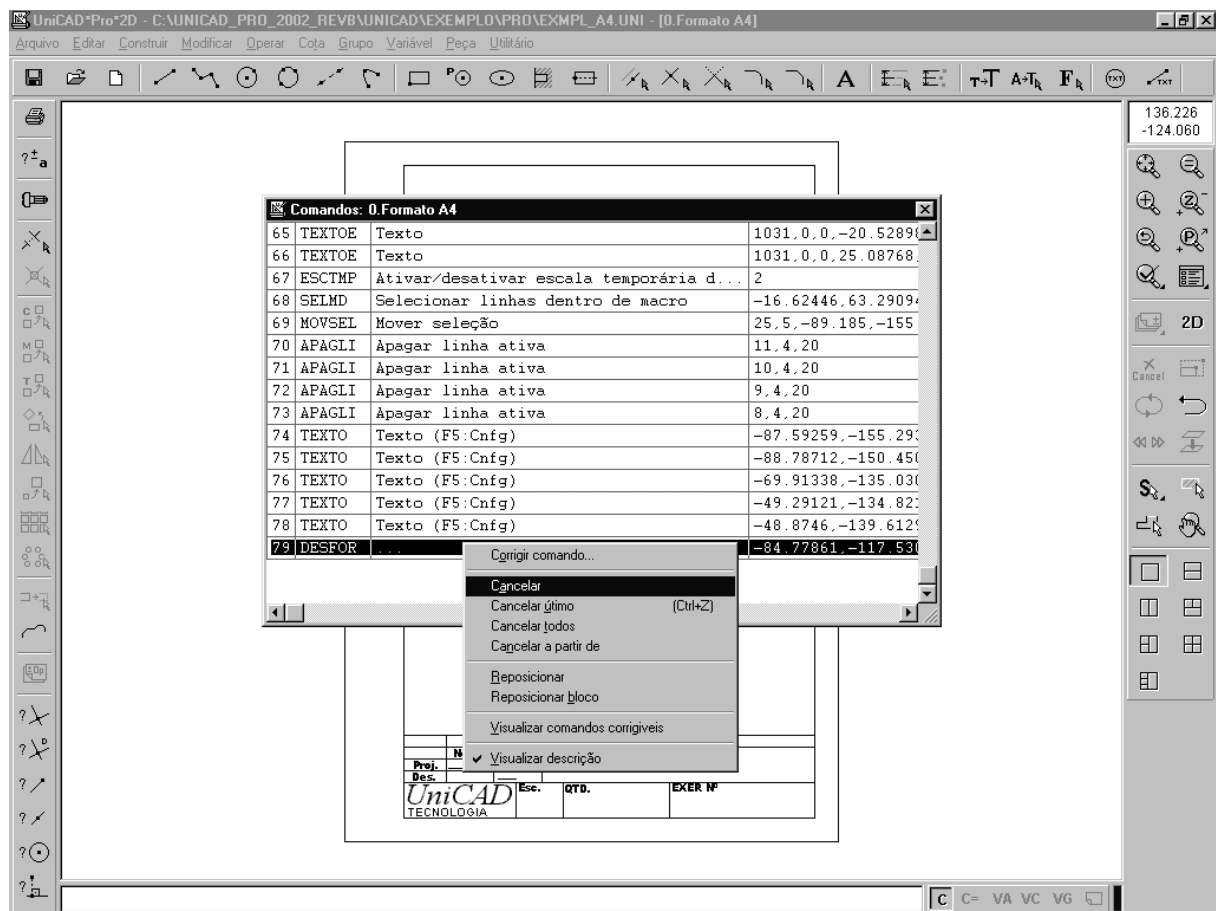 UniCAD*Pro*2D - C:\UNICAD_PRO_2002_REVB\UNICAD\EXEMPLO\PRO\EXMPL_A4.UNI - [0.Formato A4]
Arquivo Editar Construir Modificar Operar Cota Grupo Variável Peça Utilitário
136.226
-124.060
Comandos: 0.Formato A4
65 TEXTOE Texto 1031,0,0,-20.52898
66 TEXTOE Texto 1031,0,0,25.08768
67 ESCTMP Ativar/desativar escala temporária d... 2
68 SELMD Selecionar linhas dentro de macro -16.62446,63.29094
69 MOVSEL Mover seleção 25,5,-89.185,-155
70 APAGLI Apagar linha ativa 11,4,20
71 APAGLI Apagar linha ativa 10,4,20
72 APAGLI Apagar linha ativa 9,4,20
73 APAGLI Apagar linha ativa 8,4,20
74 TEXTO Texto (F5:Cnfg) -87.59259,-155.293
75 TEXTO Texto (F5:Cnfg) -88.78712,-150.450
76 TEXTO Texto (F5:Cnfg) -69.91338,-135.030
77 TEXTO Texto (F5:Cnfg) -49.29121,-134.82
78 TEXTO Texto (F5:Cnfg) -48.8746,-139.6129
79 DESFOR ... -84.77861,-117.530
Corrigir comando...
Cancelar
Cancelar útimo (Ctrl+Z)
Cancelar todos
Cancelar a partir de
Reposicionar
Reposicionar bloco
Visualizar comandos corrigiveis
Visualizar descrição
Proj.
Des.
UniCAD
TECNOLOGIA
Esc. QTD. EXER Nº
2D
Cancel
C C= VA VC VG